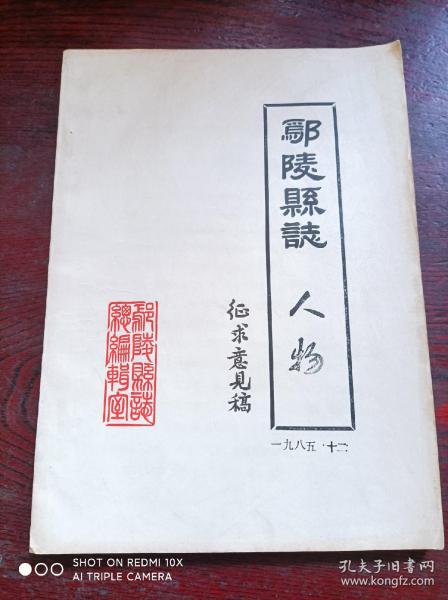 鄢陵縣誌 人物
征求意見稿
一九八五·十二
鄢陵縣誌
總編輯室
SHOT ON REDMI 10X
AI TRIPLE CAMERA
孔夫子旧书网
www.kongfz.com